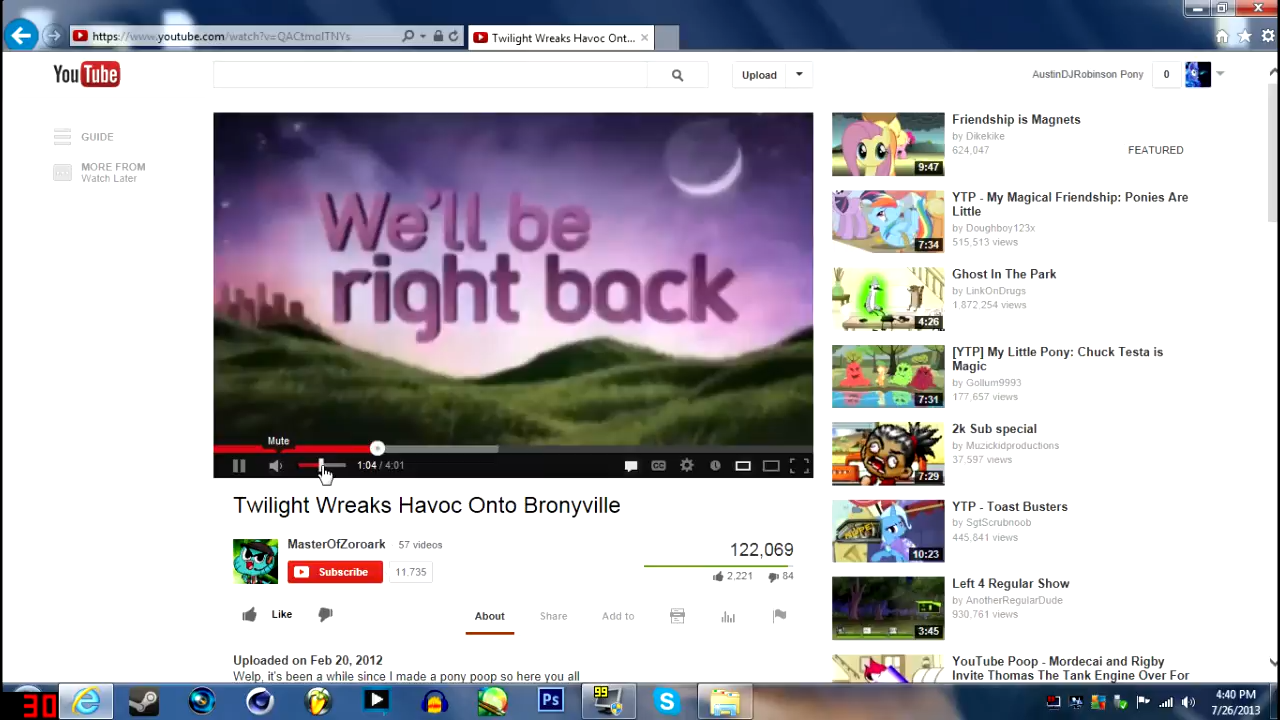 https://www.youtube.com/watch?v=QACtmqITNYs
Twilight Wreaks Havoc Ont...
YouTube
Upload
AustinDJRobinson Pony
0
GUIDE
MORE FROM
Watch Later
We'll be
right back
Mute
1:04 / 4:01
CC
Twilight Wreaks Havoc Onto Bronyville
MasterOfZoroark
57 videos
Subscribe
11,735
122,069
2,221
84
Like
About
Share
Add to
Uploaded on Feb 20, 2012
Welp, it's been a while since I made a pony poop so here you all
Friendship is Magnets
by Dikekike
624,047
FEATURED
9:47
YTP - My Magical Friendship: Ponies Are
Little
by Doughboy123x
515,513 views
7:34
Ghost In The Park
by LinkOnDrugs
1,872,254 views
4:26
[YTP] My Little Pony: Chuck Testa is
Magic
by Gollum9993
177,657 views
7:31
2k Sub special
by Muzickidproductions
37,597 views
7:29
YTP - Toast Busters
by SgtScrubnoob
445,841 views
10:23
Left 4 Regular Show
by AnotherRegularDude
930,761 views
3:45
YouTube Poop - Mordecai and Rigby
Invite Thomas The Tank Engine Over For
30
Ps
99
4:40 PM
7/26/2013